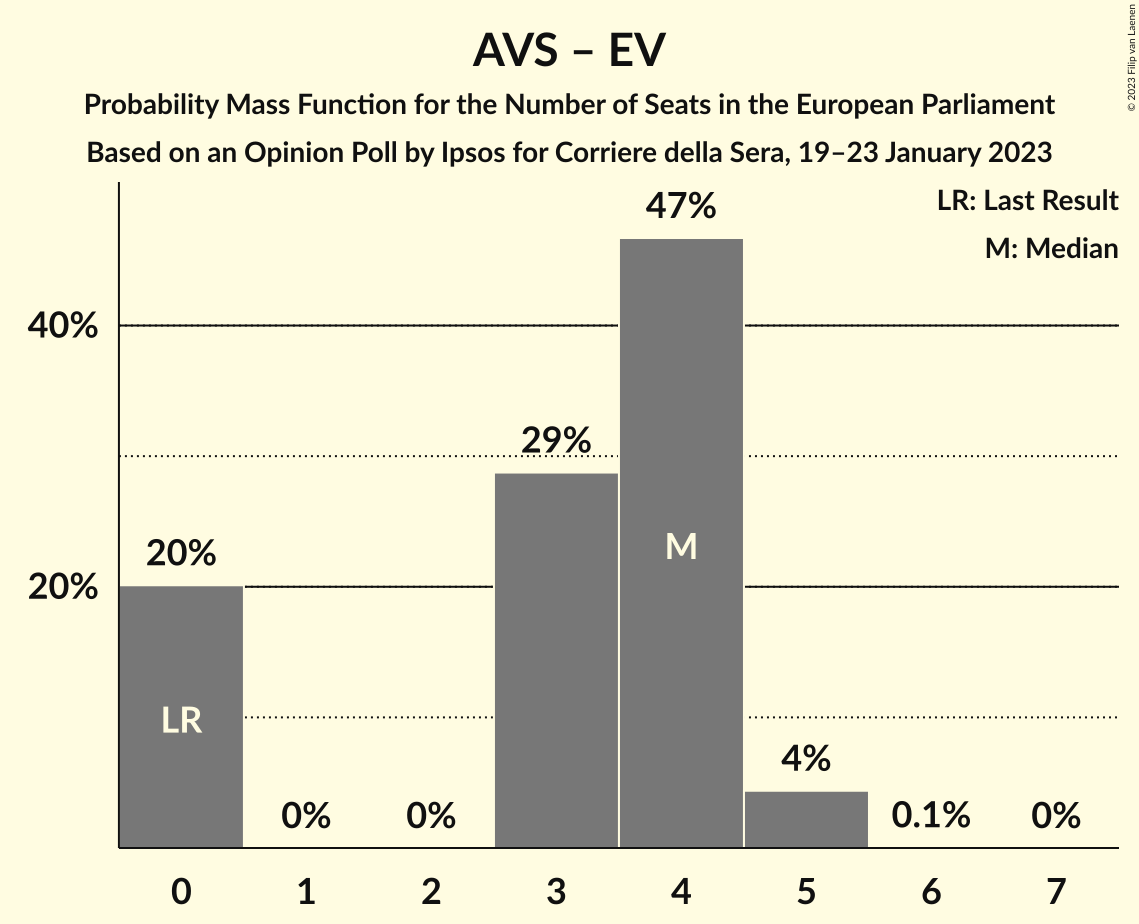 AVS – EV
Probability Mass Function for the Number of Seats in the European Parliament
Based on an Opinion Poll by Ipsos for Corriere della Sera, 19–23 January 2023
© 2023 Filip van Laenen
LR: Last Result
M: Median
47%
40%
29%
M
20%
20%
LR
4%
0%
0%
0.1%
0%
0 1 2 3 4 5 6 7